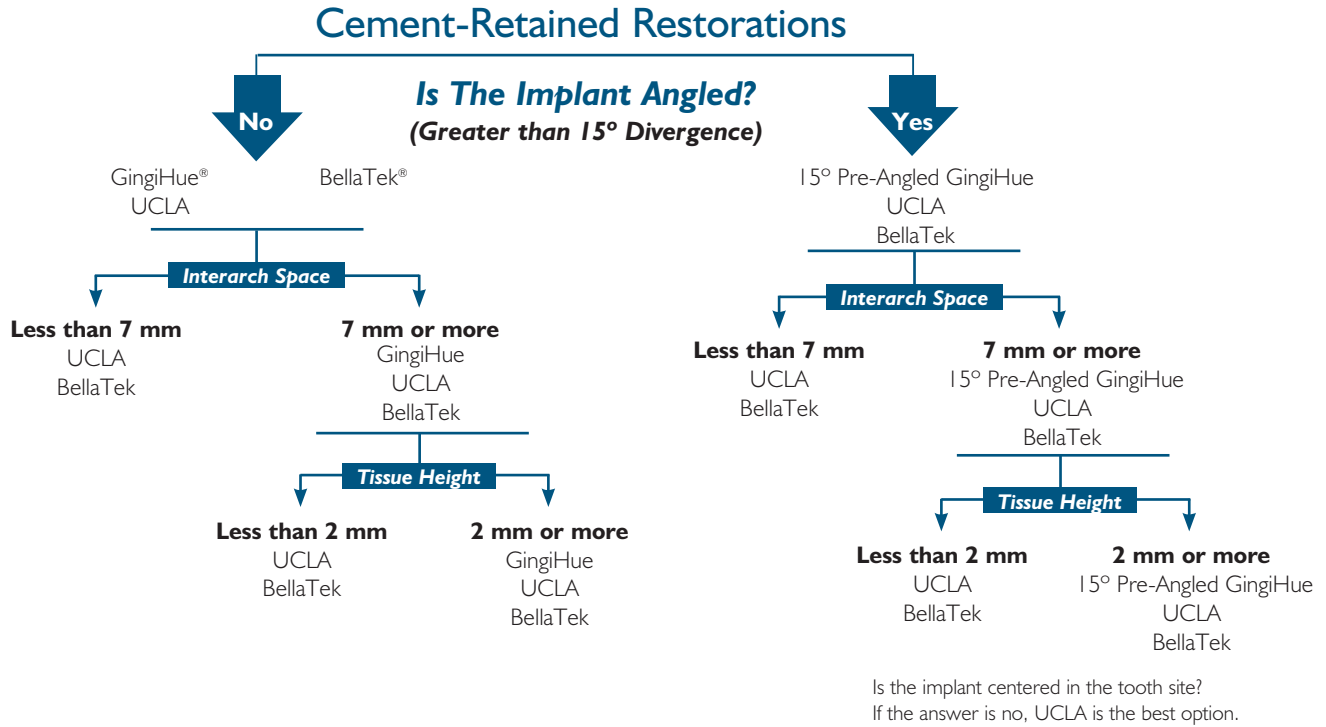 Cement-Retained Restorations
Is The Implant Angled?
(Greater than 15º Divergence)
No
Yes
GingiHue® BellaTek®
UCLA
15º Pre-Angled GingiHue
UCLA
BellaTek
Interarch Space
Less than 7 mm
UCLA
BellaTek
7 mm or more
GingiHue
UCLA
BellaTek
Tissue Height
Less than 2 mm
UCLA
BellaTek
2 mm or more
GingiHue
UCLA
BellaTek
Interarch Space
Less than 7 mm
UCLA
BellaTek
7 mm or more
15º Pre-Angled GingiHue
UCLA
BellaTek
Tissue Height
Less than 2 mm
UCLA
BellaTek
2 mm or more
15º Pre-Angled GingiHue
UCLA
BellaTek
Is the implant centered in the tooth site?
If the answer is no, UCLA is the best option.